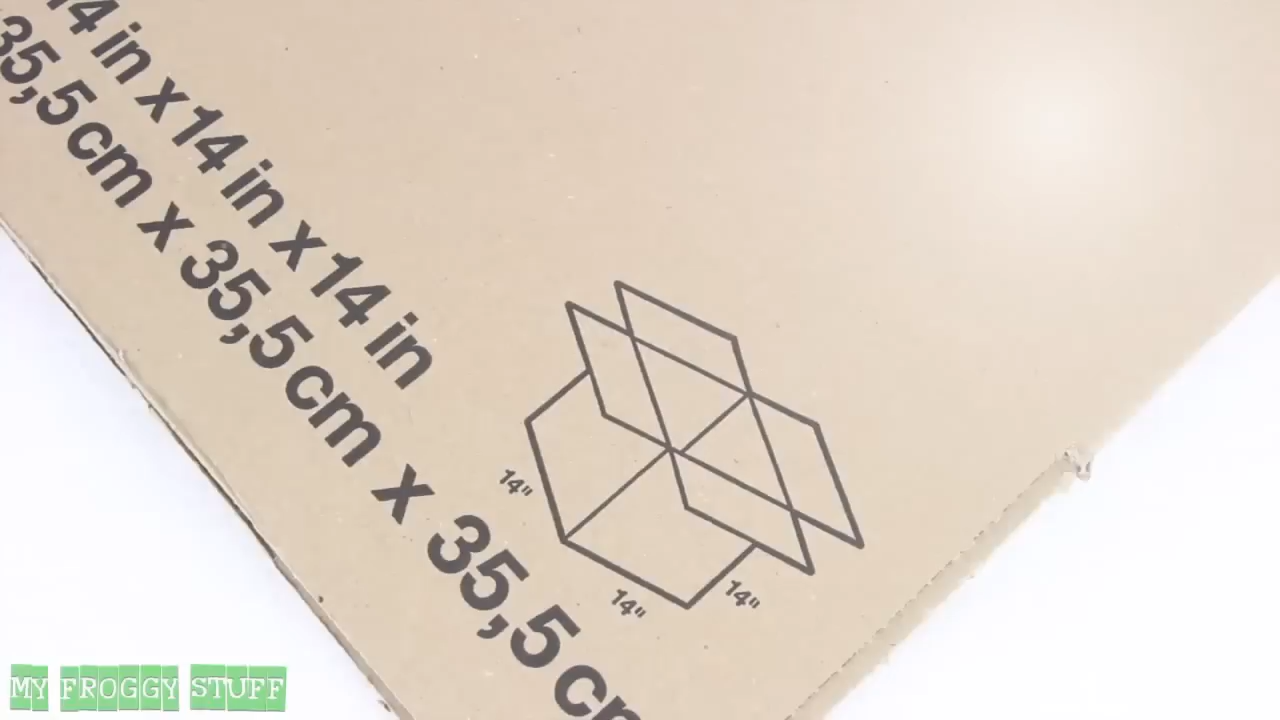 14 in x 14 in x 14 in
35,5 cm x 35,5 cm x 35,5 cm
14"
14"
14"
MY FROGGY STUFF